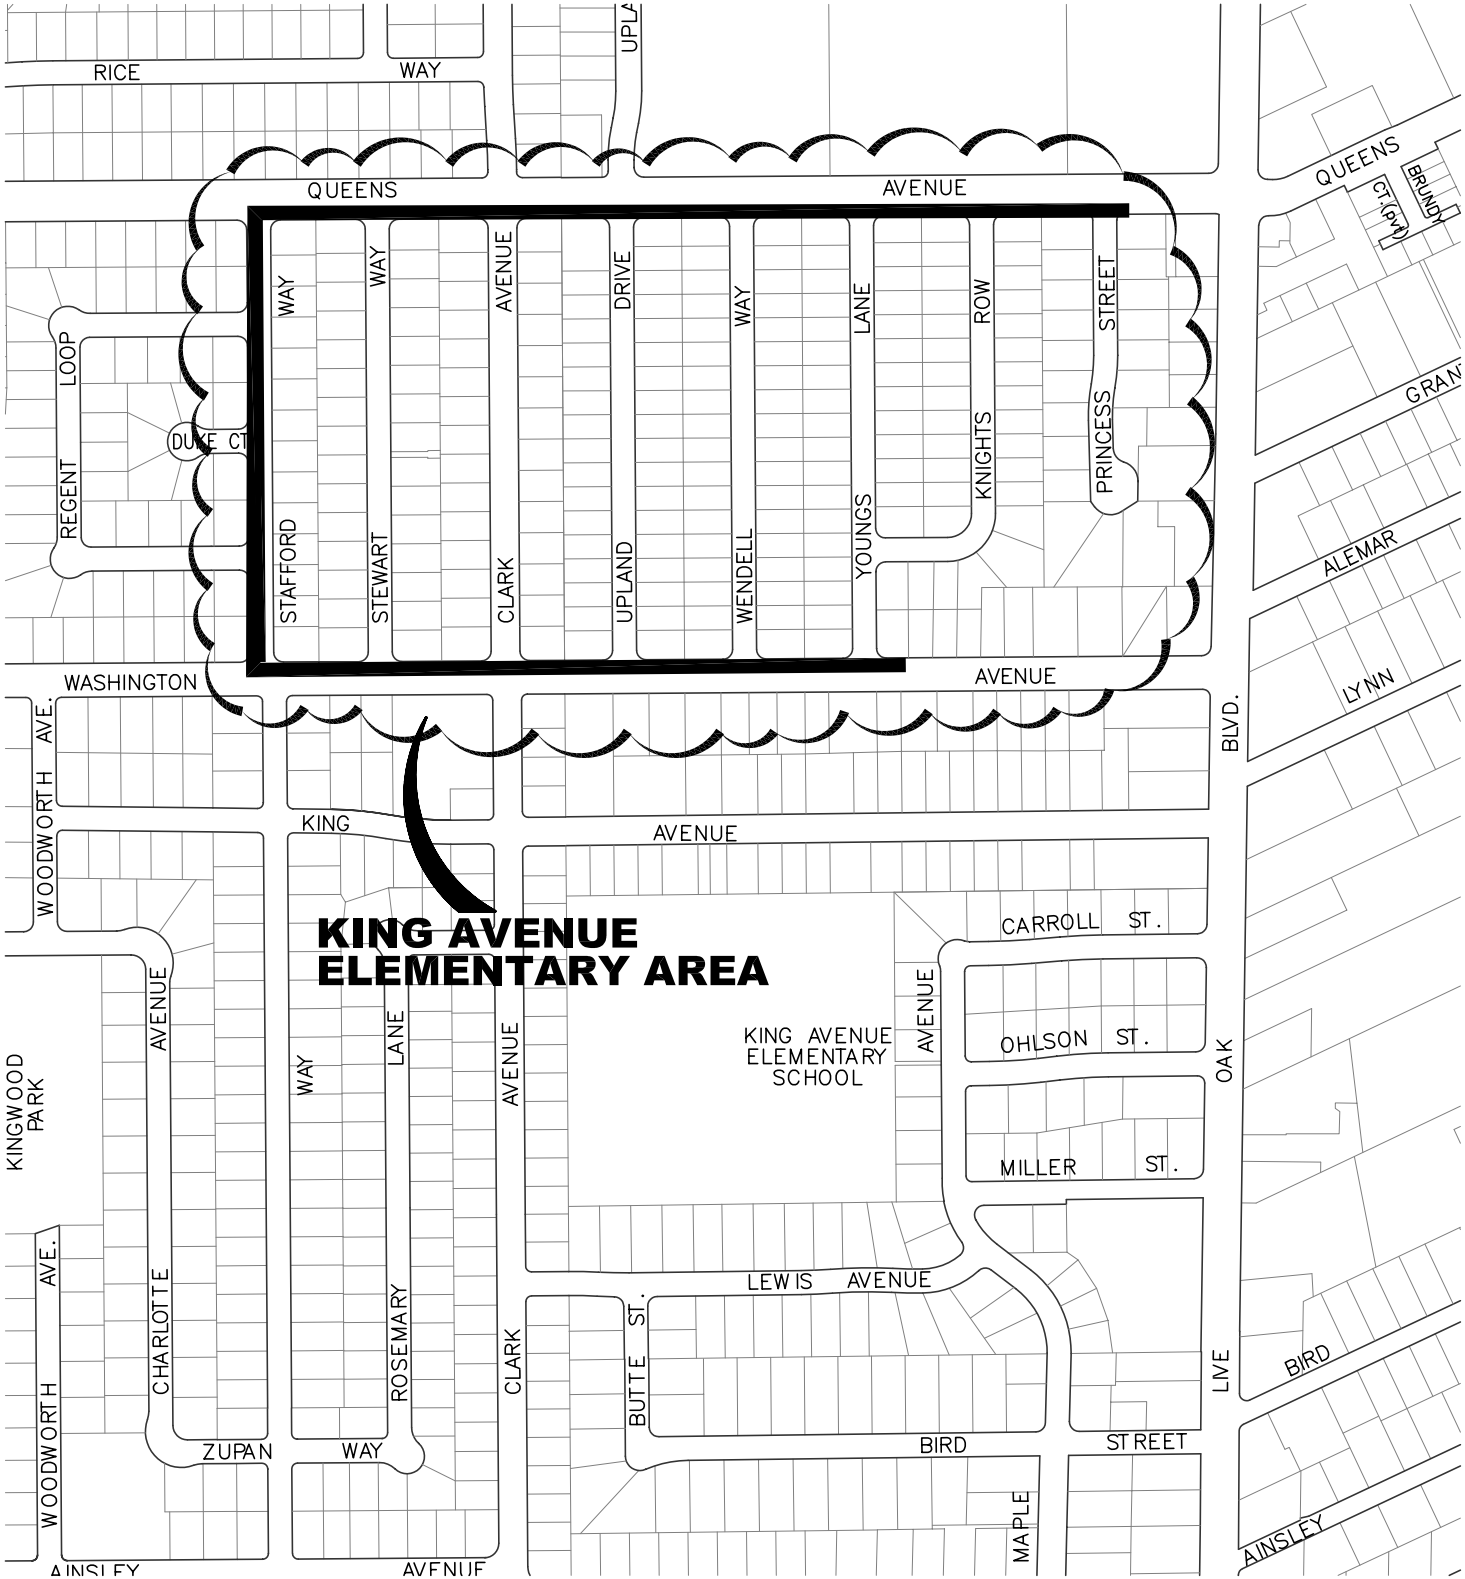 UPLA
RICE WAY
QUEENS AVENUE
QUEENS
BRUNDY
CT.(pvt)
WAY
WAY
AVENUE
DRIVE
WAY
LANE
ROW
STREET
LOOP
REGENT
DUKE CT
STAFFORD
STEWART
CLARK
UPLAND
WENDELL
YOUNGS
KNIGHTS
PRINCESS
GRAN
ALEMAR
LYNN
WASHINGTON AVENUE
WOODWORTH AVE.
BLVD.
KING AVENUE
KING AVENUE
ELEMENTARY AREA
CARROLL ST.
AVENUE
WAY
LANE
AVENUE
KING AVENUE
ELEMENTARY
SCHOOL
AVENUE
OHLSON ST.
OAK
KINGWOOD
PARK
MILLER ST.
AVE.
WOODWORTH
CHARLOTTE
ROSEMARY
CLARK
LEWIS AVENUE
BUTTE ST.
LIVE
BIRD
ZUPAN WAY
BIRD STREET
MAPLE
AINSLEY
AINSLEY AVENUE